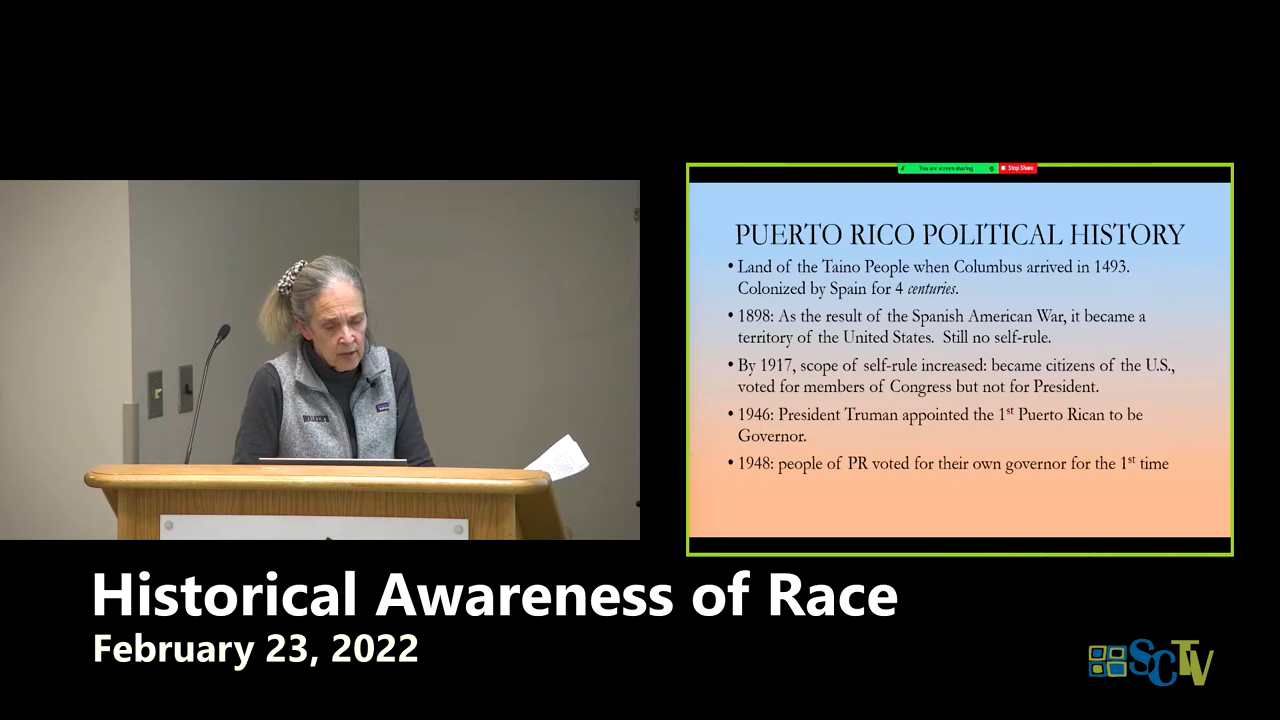 You are screen sharing
Stop Share
PUERTO RICO POLITICAL HISTORY
• Land of the Taino People when Columbus arrived in 1493.
Colonized by Spain for 4 centuries.
• 1898: As the result of the Spanish American War, it became a
territory of the United States. Still no self-rule.
• By 1917, scope of self-rule increased: became citizens of the U.S.,
voted for members of Congress but not for President.
• 1946: President Truman appointed the 1st Puerto Rican to be
Governor.
• 1948: people of PR voted for their own governor for the 1st time
Historical Awareness of Race
February 23, 2022
SCTV